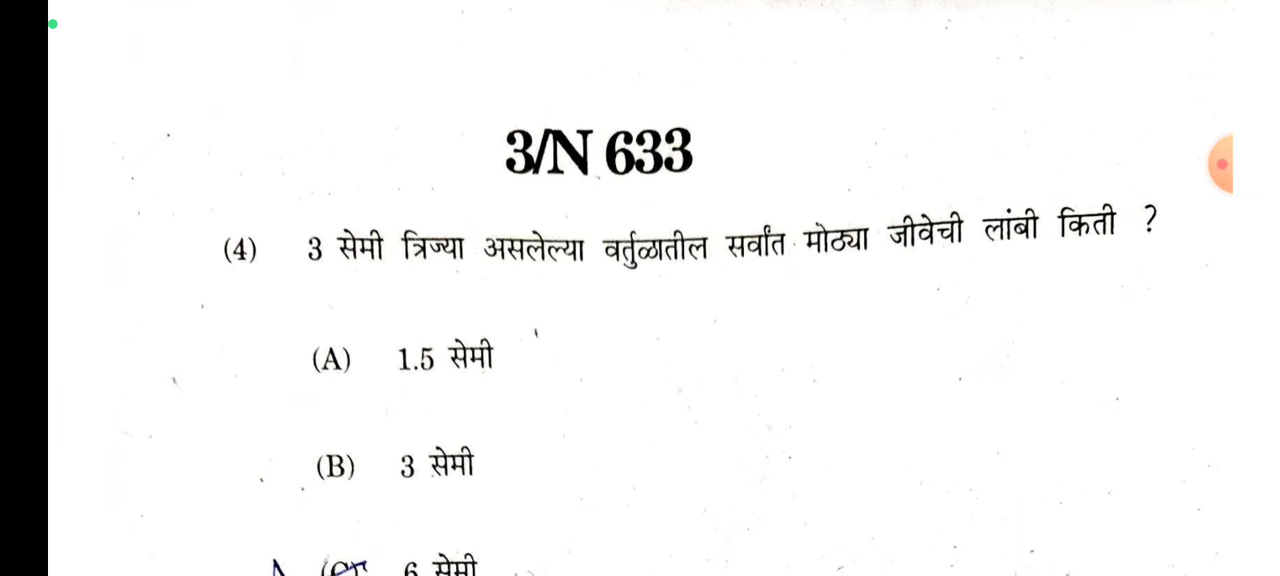 3/N 633
(4) 3 सेमी त्रिज्या असलेल्या वर्तुळातील सर्वांत मोठ्या जीवेची लांबी किती ?
(A) 1.5 सेमी
(B) 3 सेमी
6 सेमी